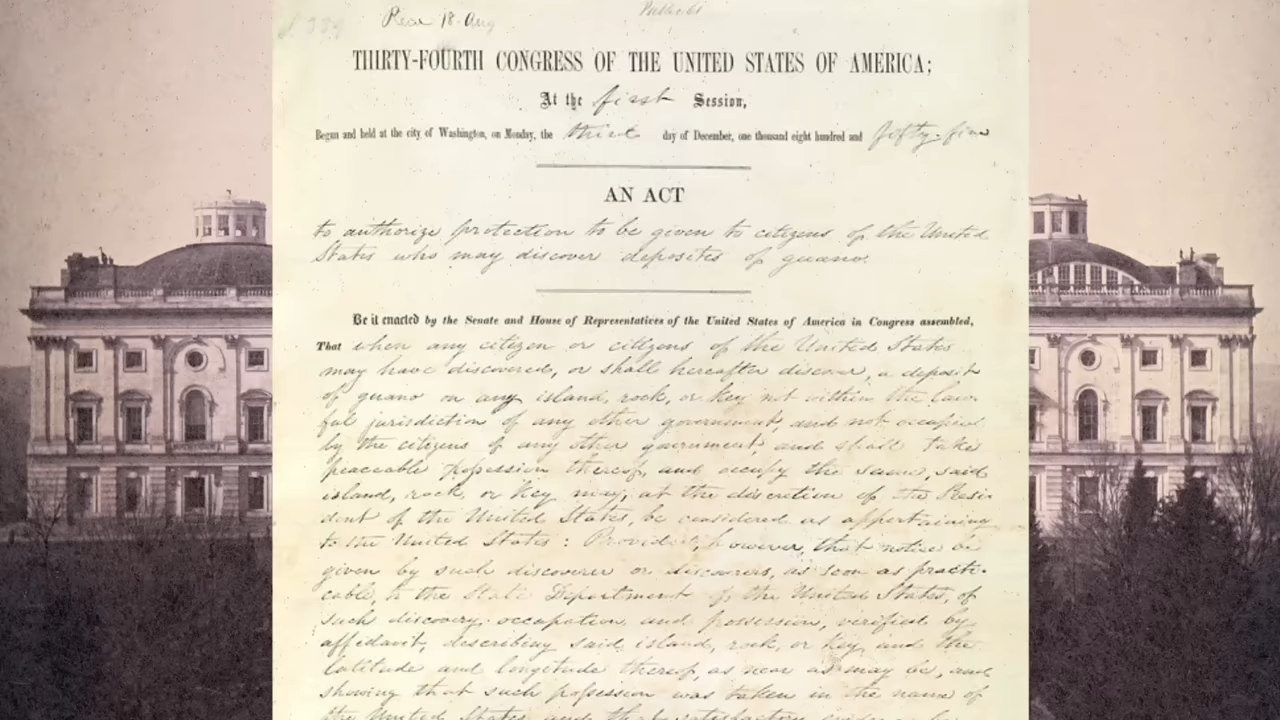 Rece 18 Aug
THIRTY-FOURTH CONGRESS OF THE UNITED STATES OF AMERICA;
At the first Session,
Begun and held at the city of Washington, on Monday, the third day of December, one thousand eight hundred and fifty-five
AN ACT
to authorize protection to be given to citizens of the United
States who may discover deposites of guano.
Be it enacted by the Senate and House of Representatives of the United States of America in Congress assembled,
That when any citizen or citizens of the United States
may have discovered, or shall hereafter discover, a deposit
of guano on any island, rock, or key not within the law-
ful jurisdiction of any other government, and not occupied
by the citizens of any other government, and shall take
peaceable possession thereof, and occupy the same, said
island, rock, or key may, at the discretion of the Presi-
dent of the United States, be considered as appertaining
to the United States: Provided, however, that notice be
given by such discoverer or discoverers, as soon as practi-
cable, to the State Department of the United States, of
such discovery, occupation and possession, verified by
affidavit, describing said island, rock, or key, and the
latitude and longitude thereof, as near as may be, and
showing that such possession was taken in the name of
the United States and that satisfactory evidence be